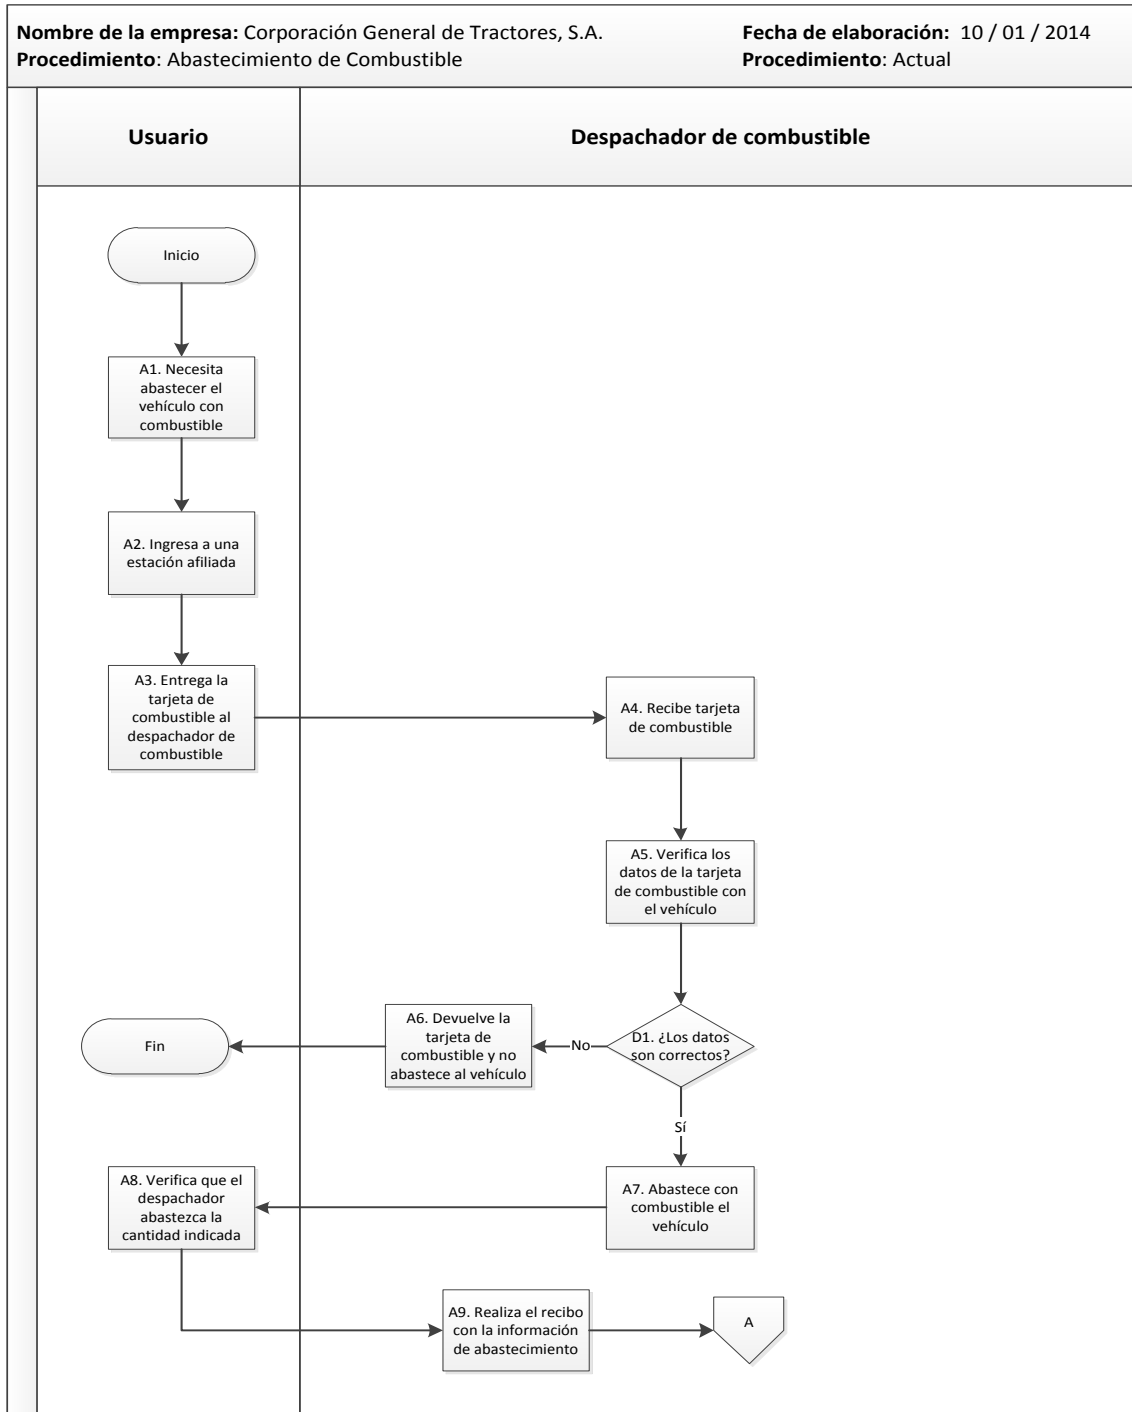 Nombre de la empresa: Corporación General de Tractores, S.A.
Fecha de elaboración: 10 / 01 / 2014
Procedimiento: Abastecimiento de Combustible
Procedimiento: Actual
Usuario
Despachador de combustible
Inicio
A1. Necesita
abastecer el
vehículo con
combustible
A2. Ingresa a una
estación afiliada
A3. Entrega la
tarjeta de
combustible al
despachador de
combustible
A4. Recibe tarjeta
de combustible
A5. Verifica los
datos de la tarjeta
de combustible con
el vehículo
D1. ¿Los datos
son correctos?
No
A6. Devuelve la
tarjeta de
combustible y no
abastece al vehículo
Fin
Sí
A7. Abastece con
combustible el
vehículo
A8. Verifica que el
despachador
abastezca la
cantidad indicada
A9. Realiza el recibo
con la información
de abastecimiento
A